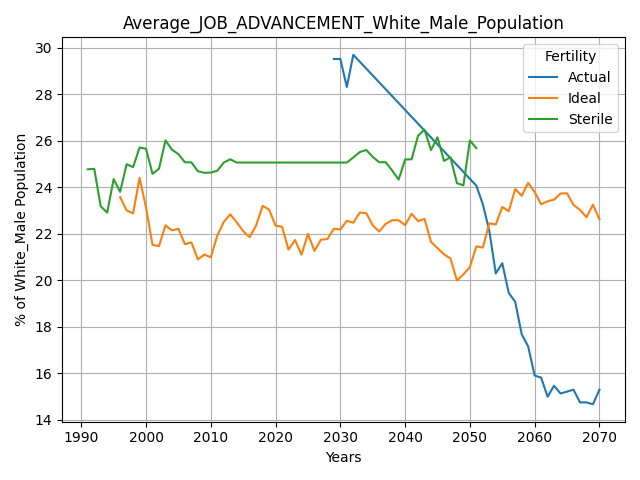 Average_JOB_ADVANCEMENT_White_Male_Population
Fertility
Actual
Ideal
Sterile
% of White_Male Population
30
28
26
24
22
20
18
16
14
1990 2000 2010 2020 2030 2040 2050 2060 2070
Years